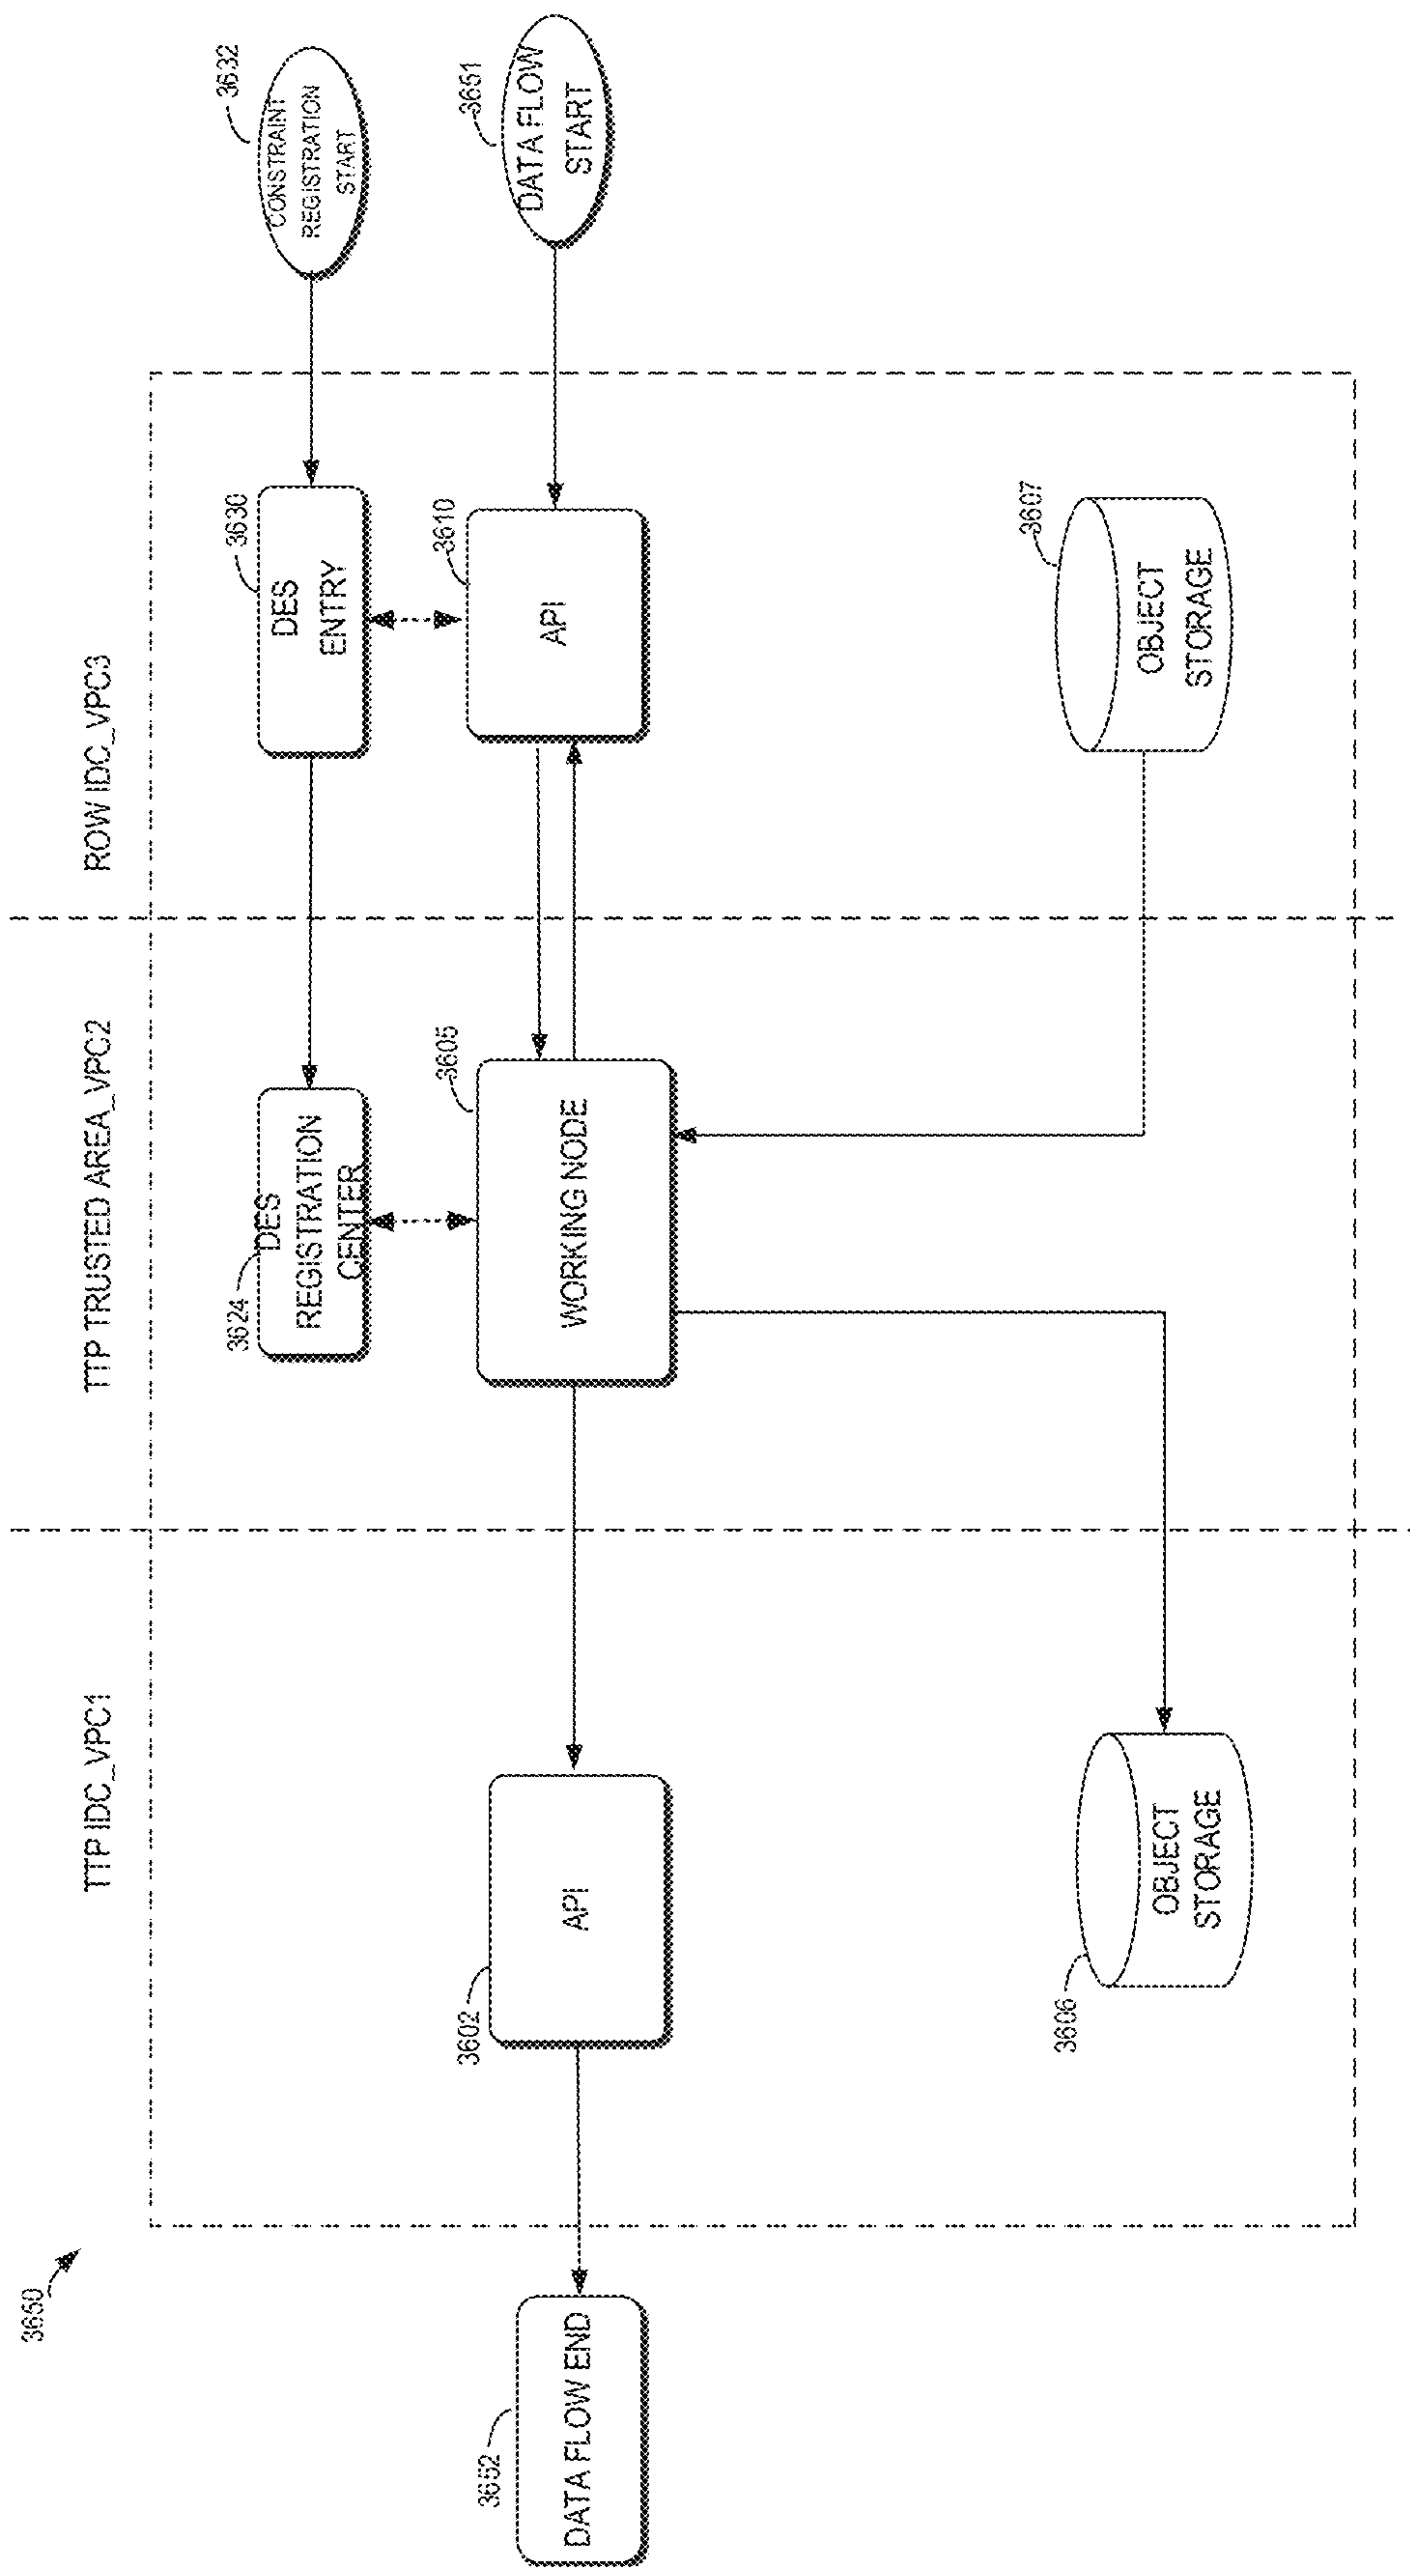 3650
TTP IDC_VPC1
TTP TRUSTED AREA_VPC2
ROW IDC_VPC3
3624
DES
REGISTRATION
CENTER
3630
DES
ENTRY
3632
CONSTRAINT
REGISTRATION
START
3652
DATA FLOW END
3602
API
3605
WORKING NODE
3610
API
3651
DATA FLOW
START
3606
OBJECT
STORAGE
3607
OBJECT
STORAGE